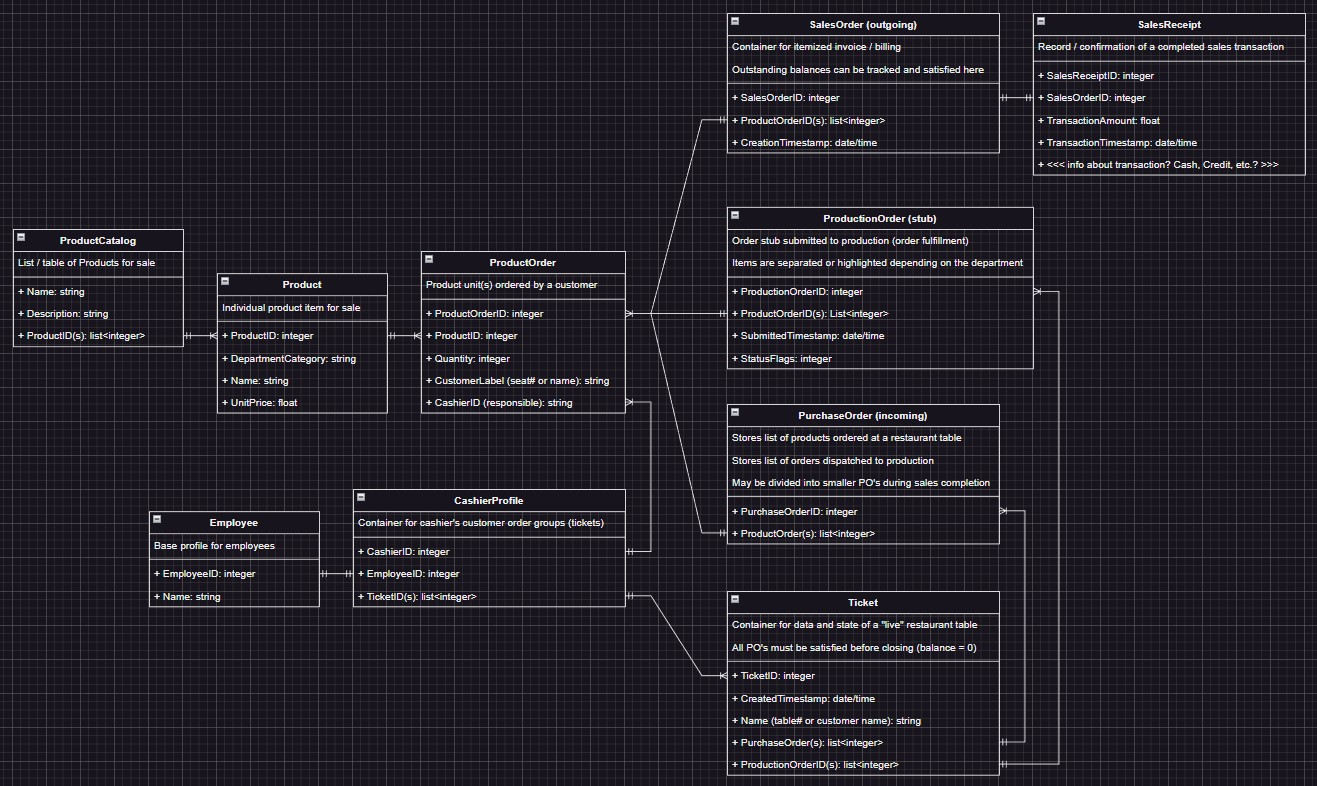 SalesOrder (outgoing)
Container for itemized invoice / billing
Outstanding balances can be tracked and satisfied here
+ SalesOrderID: integer
+ ProductOrderID(s): list<integer>
+ CreationTimestamp: date/time
SalesReceipt
Record / confirmation of a completed sales transaction
+ SalesReceiptID: integer
+ SalesOrderID: integer
+ TransactionAmount: float
+ TransactionTimestamp: date/time
+ <<< info about transaction? Cash, Credit, etc.? >>>
ProductCatalog
List / table of Products for sale
+ Name: string
+ Description: string
+ ProductID(s): list<integer>
Product
Individual product item for sale
+ ProductID: integer
+ DepartmentCategory: string
+ Name: string
+ UnitPrice: float
ProductOrder
Product unit(s) ordered by a customer
+ ProductOrderID: integer
+ ProductID: integer
+ Quantity: integer
+ CustomerLabel (seat# or name): string
+ CashierID (responsible): string
ProductionOrder (stub)
Order stub submitted to production (order fulfillment)
Items are separated or highlighted depending on the department
+ ProductionOrderID: integer
+ ProductOrderID(s): List<integer>
+ SubmittedTimestamp: date/time
+ StatusFlags: integer
PurchaseOrder (incoming)
Stores list of products ordered at a restaurant table
Stores list of orders dispatched to production
May be divided into smaller PO's during sales completion
+ PurchaseOrderID: integer
+ ProductOrder(s): list<integer>
Employee
Base profile for employees
+ EmployeeID: integer
+ Name: string
CashierProfile
Container for cashier's customer order groups (tickets)
+ CashierID: integer
+ EmployeeID: integer
+ TicketID(s): list<integer>
Ticket
Container for data and state of a "live" restaurant table
All PO's must be satisfied before closing (balance = 0)
+ TicketID: integer
+ CreatedTimestamp: date/time
+ Name (table# or customer name): string
+ PurchaseOrder(s): list<integer>
+ ProductionOrderID(s): list<integer>